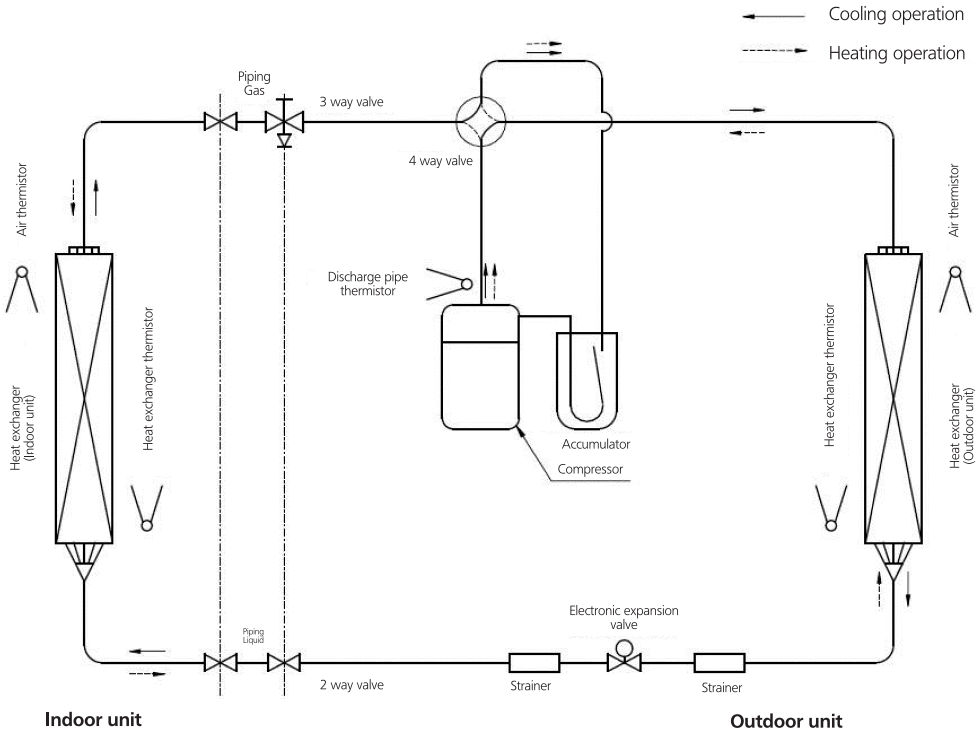 Cooling operation
Heating operation
Piping
Gas
3 way valve
4 way valve
Air thermistor
Air thermistor
Discharge pipe
thermistor
Heat exchanger
(Indoor unit)
Heat exchanger thermistor
Heat exchanger thermistor
Heat exchanger
(Outdoor unit)
Accumulator
Compressor
Electronic expansion
valve
Piping
Liquid
2 way valve
Strainer
Strainer
Indoor unit
Outdoor unit